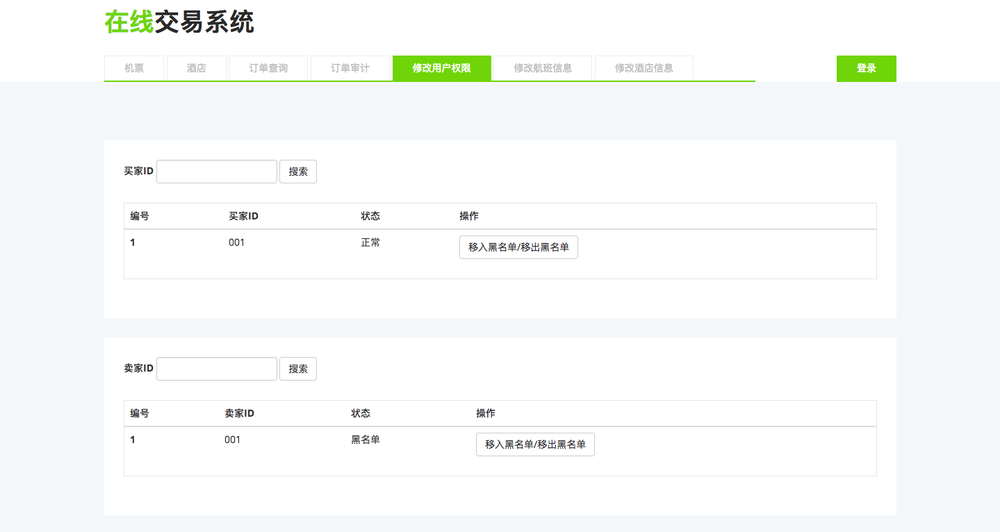 在线交易系统
机票 酒店 订单查询 订单审计 修改用户权限 修改航班信息 修改酒店信息 登录
买家ID 搜索
编号 买家ID 状态 操作
1 001 正常 移入黑名单/移出黑名单
卖家ID 搜索
编号 卖家ID 状态 操作
1 001 黑名单 移入黑名单/移出黑名单